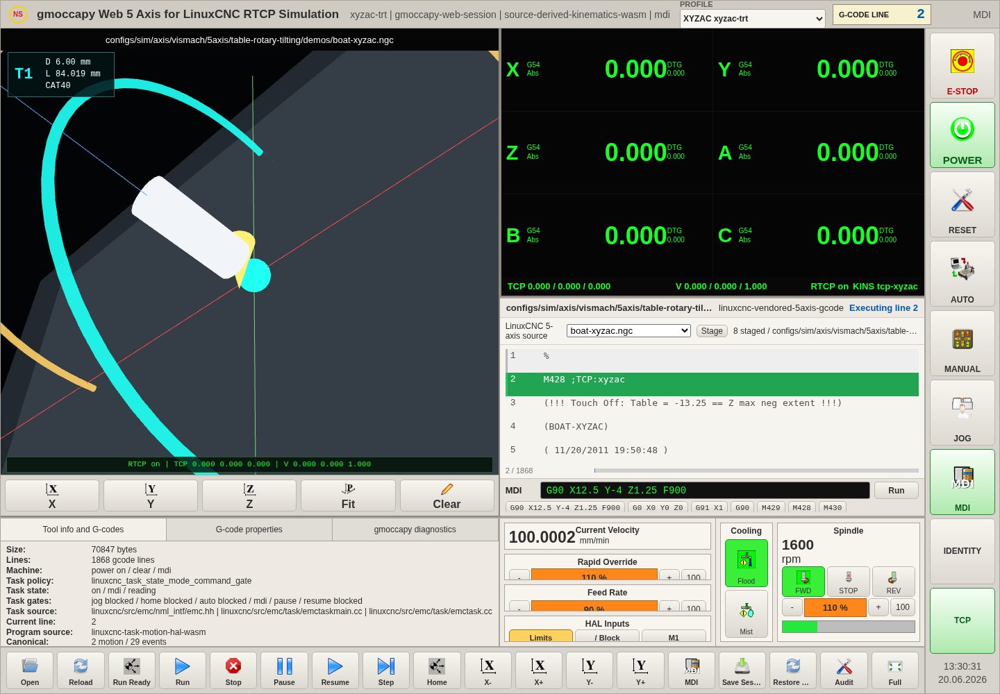 NS gmoccapy Web 5 Axis for LinuxCNC RTCP Simulation xyzac-trt | gmoccapy-web-session | source-derived-kinematics-wasm | mdi
PROFILE
XYZAC xyzac-trt
G-CODE LINE 2
MDI
configs/sim/axis/vismach/5axis/table-rotary-tilting/demos/boat-xyzac.ngc
T1
D 6.00 mm
L 84.019 mm
CAT40
RTCP on | TCP 0.000 0.000 0.000 | V 0.000 0.000 1.000
X Y Z P
X Y Z Fit Clear
X G54 Abs 0.000 DTG 0.000
Y G54 Abs 0.000 DTG 0.000
Z G54 Abs 0.000 DTG 0.000
A G54 Abs 0.000 DTG 0.000
B G54 Abs 0.000 DTG 0.000
C G54 Abs 0.000 DTG 0.000
TCP 0.000 / 0.000 / 0.000 V 0.000 / 0.000 / 1.000 RTCP on KINS tcp-xyzac
configs/sim/axis/vismach/5axis/table-rotary-til... linuxcnc-vendored-5axis-gcode Executing line 2
LinuxCNC 5-
axis source
boat-xyzac.ngc
Stage
8 staged / configs/sim/axis/vismach/5axis/table-...
1 %
2 M428 ;TCP:xyzac
3 (!!! Touch Off: Table = -13.25 == Z max neg extent !!!)
4 (BOAT-XYZAC)
5 ( 11/20/2011 19:50:48 )
2 / 1868
MDI G90 X12.5 Y-4 Z1.25 F900 Run
G90 X12.5 Y-4 Z1.25 F900 G0 X0 Y0 Z0 G91 X1 G90 M429 M428 M430
Tool info and G-codes G-code properties gmoccapy diagnostics
Size: 70847 bytes
Lines: 1868 gcode lines
Machine: power on / clear / mdi
Task policy: linuxcnc_task_state_mode_command_gate
Task state: on / mdi / reading
Task gates: jog blocked / home blocked / auto blocked / mdi / pause / resume blocked
Task source: linuxcnc/src/emc/nml_intf/emc.hh | linuxcnc/src/emc/task/emctaskmain.cc | linuxcnc/src/emc/task/emctask.cc
Current line: 2
Program source: linuxcnc-task-motion-hal-wasm
Canonical: 2 motion / 29 events
100.0002 Current Velocity
mm/min
Rapid Override
- 110 % + 100
Feed Rate
- 90 % + 100
HAL Inputs
Limits / Block M1
Cooling
Flood
Mist
Spindle
1600
rpm
FWD STOP REV
- 110 % + 100
E-STOP
POWER
RESET
AUTO
MANUAL
JOG
MDI
MDI
IDENTITY
TCP
13:30:31
20.06.2026
X X Y Y MDI
Open Reload Run Ready Run Stop Pause Resume Step Home X- X+ Y- Y+ MDI Save Ses... Restore ... Audit Full